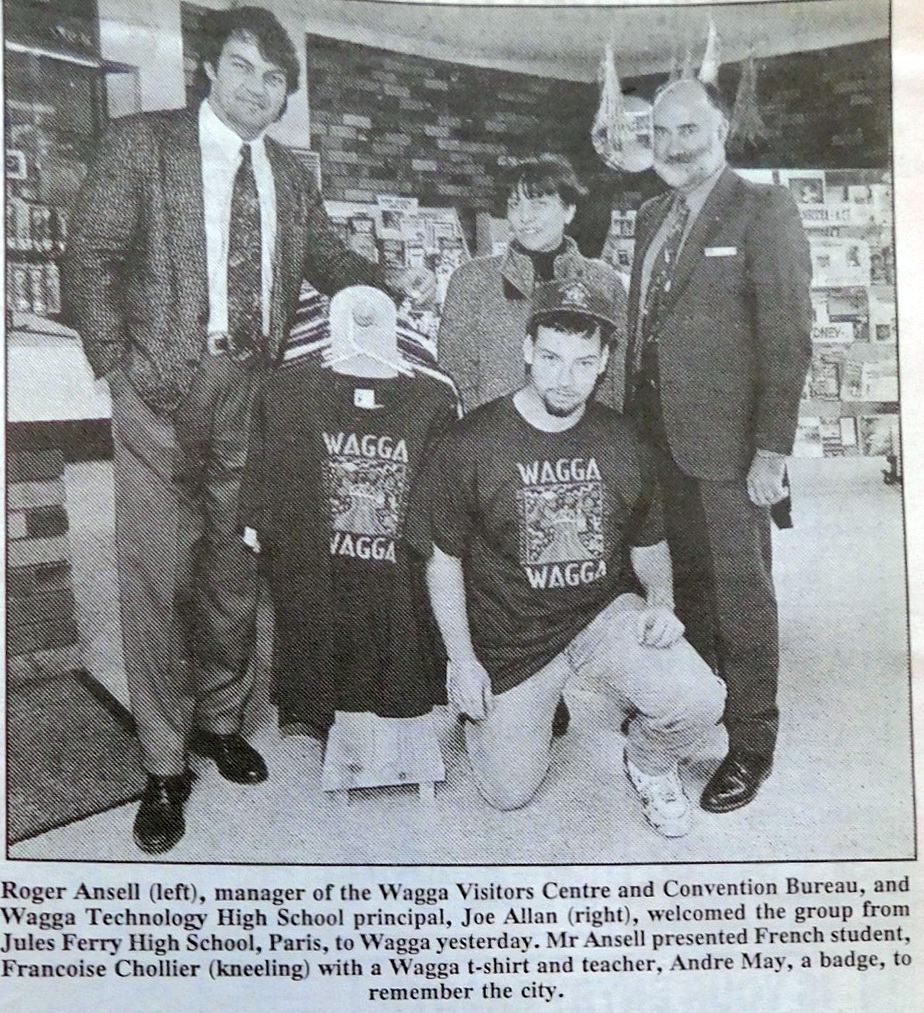 WAGGA
WAGGA
WAGGA
WAGGA
Roger Ansell (left), manager of the Wagga Visitors Centre and Convention Bureau, and
Wagga Technology High School principal, Joe Allan (right), welcomed the group from
Jules Ferry High School, Paris, to Wagga yesterday. Mr Ansell presented French student,
Francoise Chollier (kneeling) with a Wagga t-shirt and teacher, Andre May, a badge, to
remember the city.